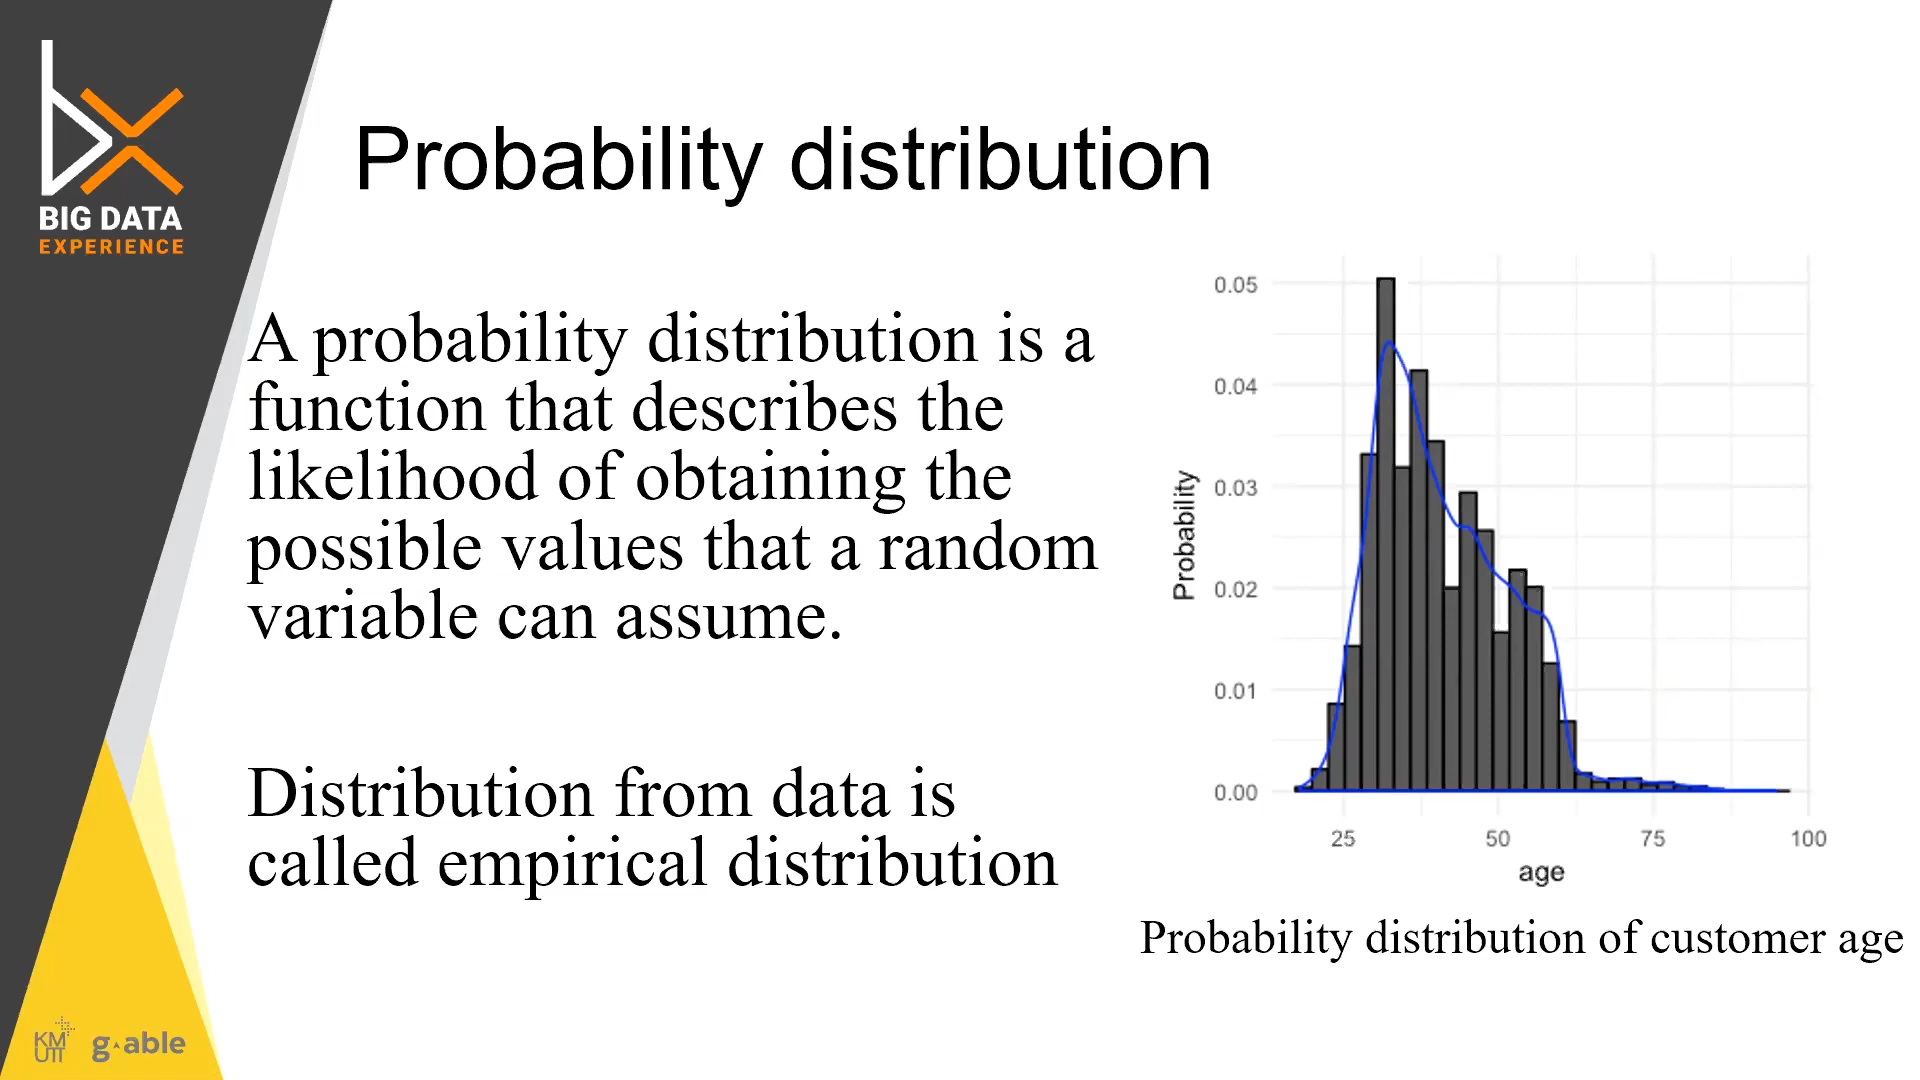 BIG DATA
EXPERIENCE
Probability distribution
A probability distribution is a
function that describes the
likelihood of obtaining the
possible values that a random
variable can assume.
Distribution from data is
called empirical distribution
0.05
0.04
0.03
0.02
0.01
0.00
Probability
25 50 75 100
age
Probability distribution of customer age
KM
UTT
g able